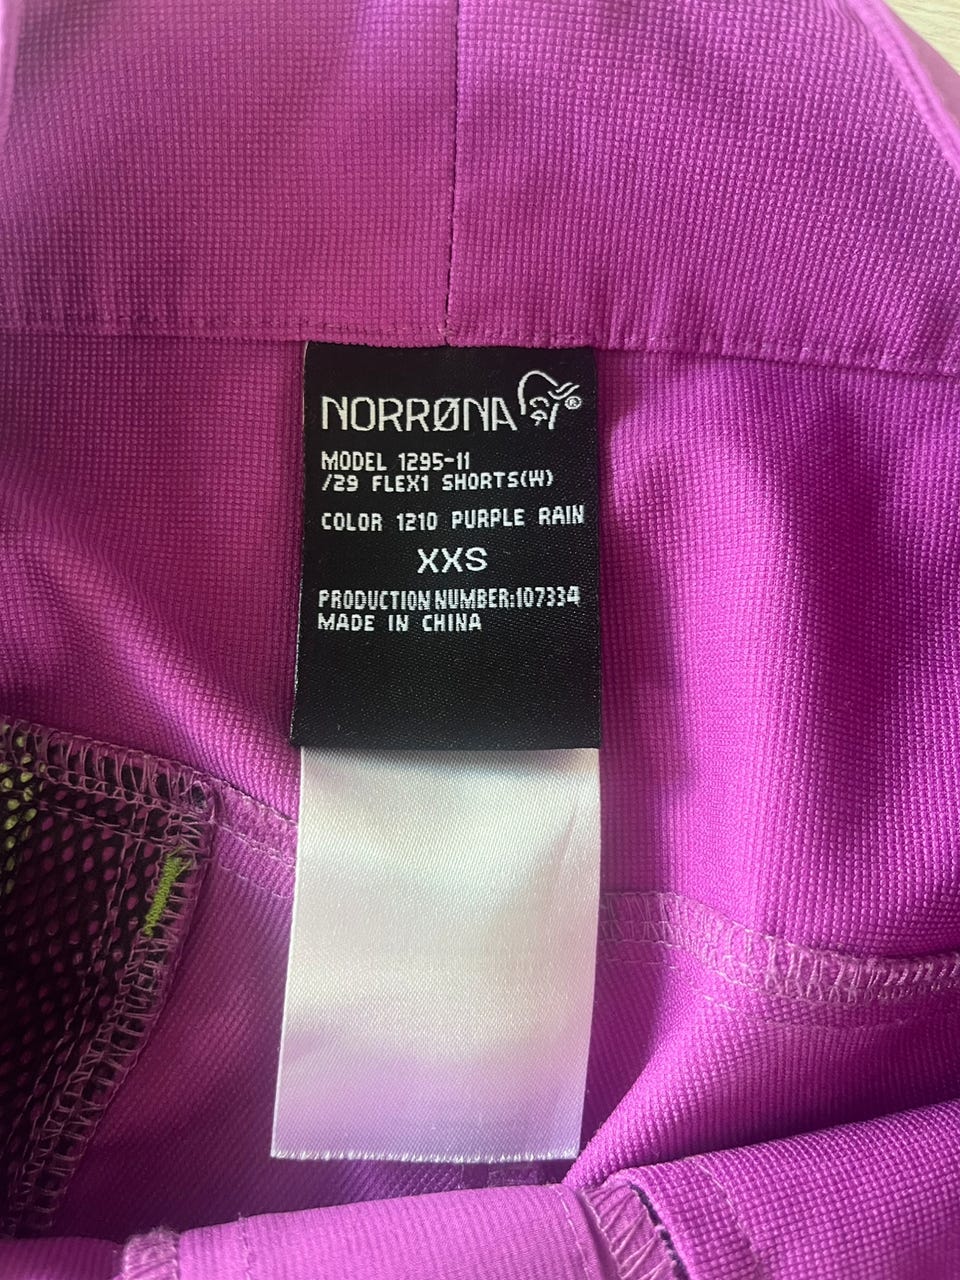 NORRØNA®
MODEL 1295-11
/29 FLEX1 SHORTS(W)
COLOR 1210 PURPLE RAIN
XXS
PRODUCTION NUMBER:107334
MADE IN CHINA